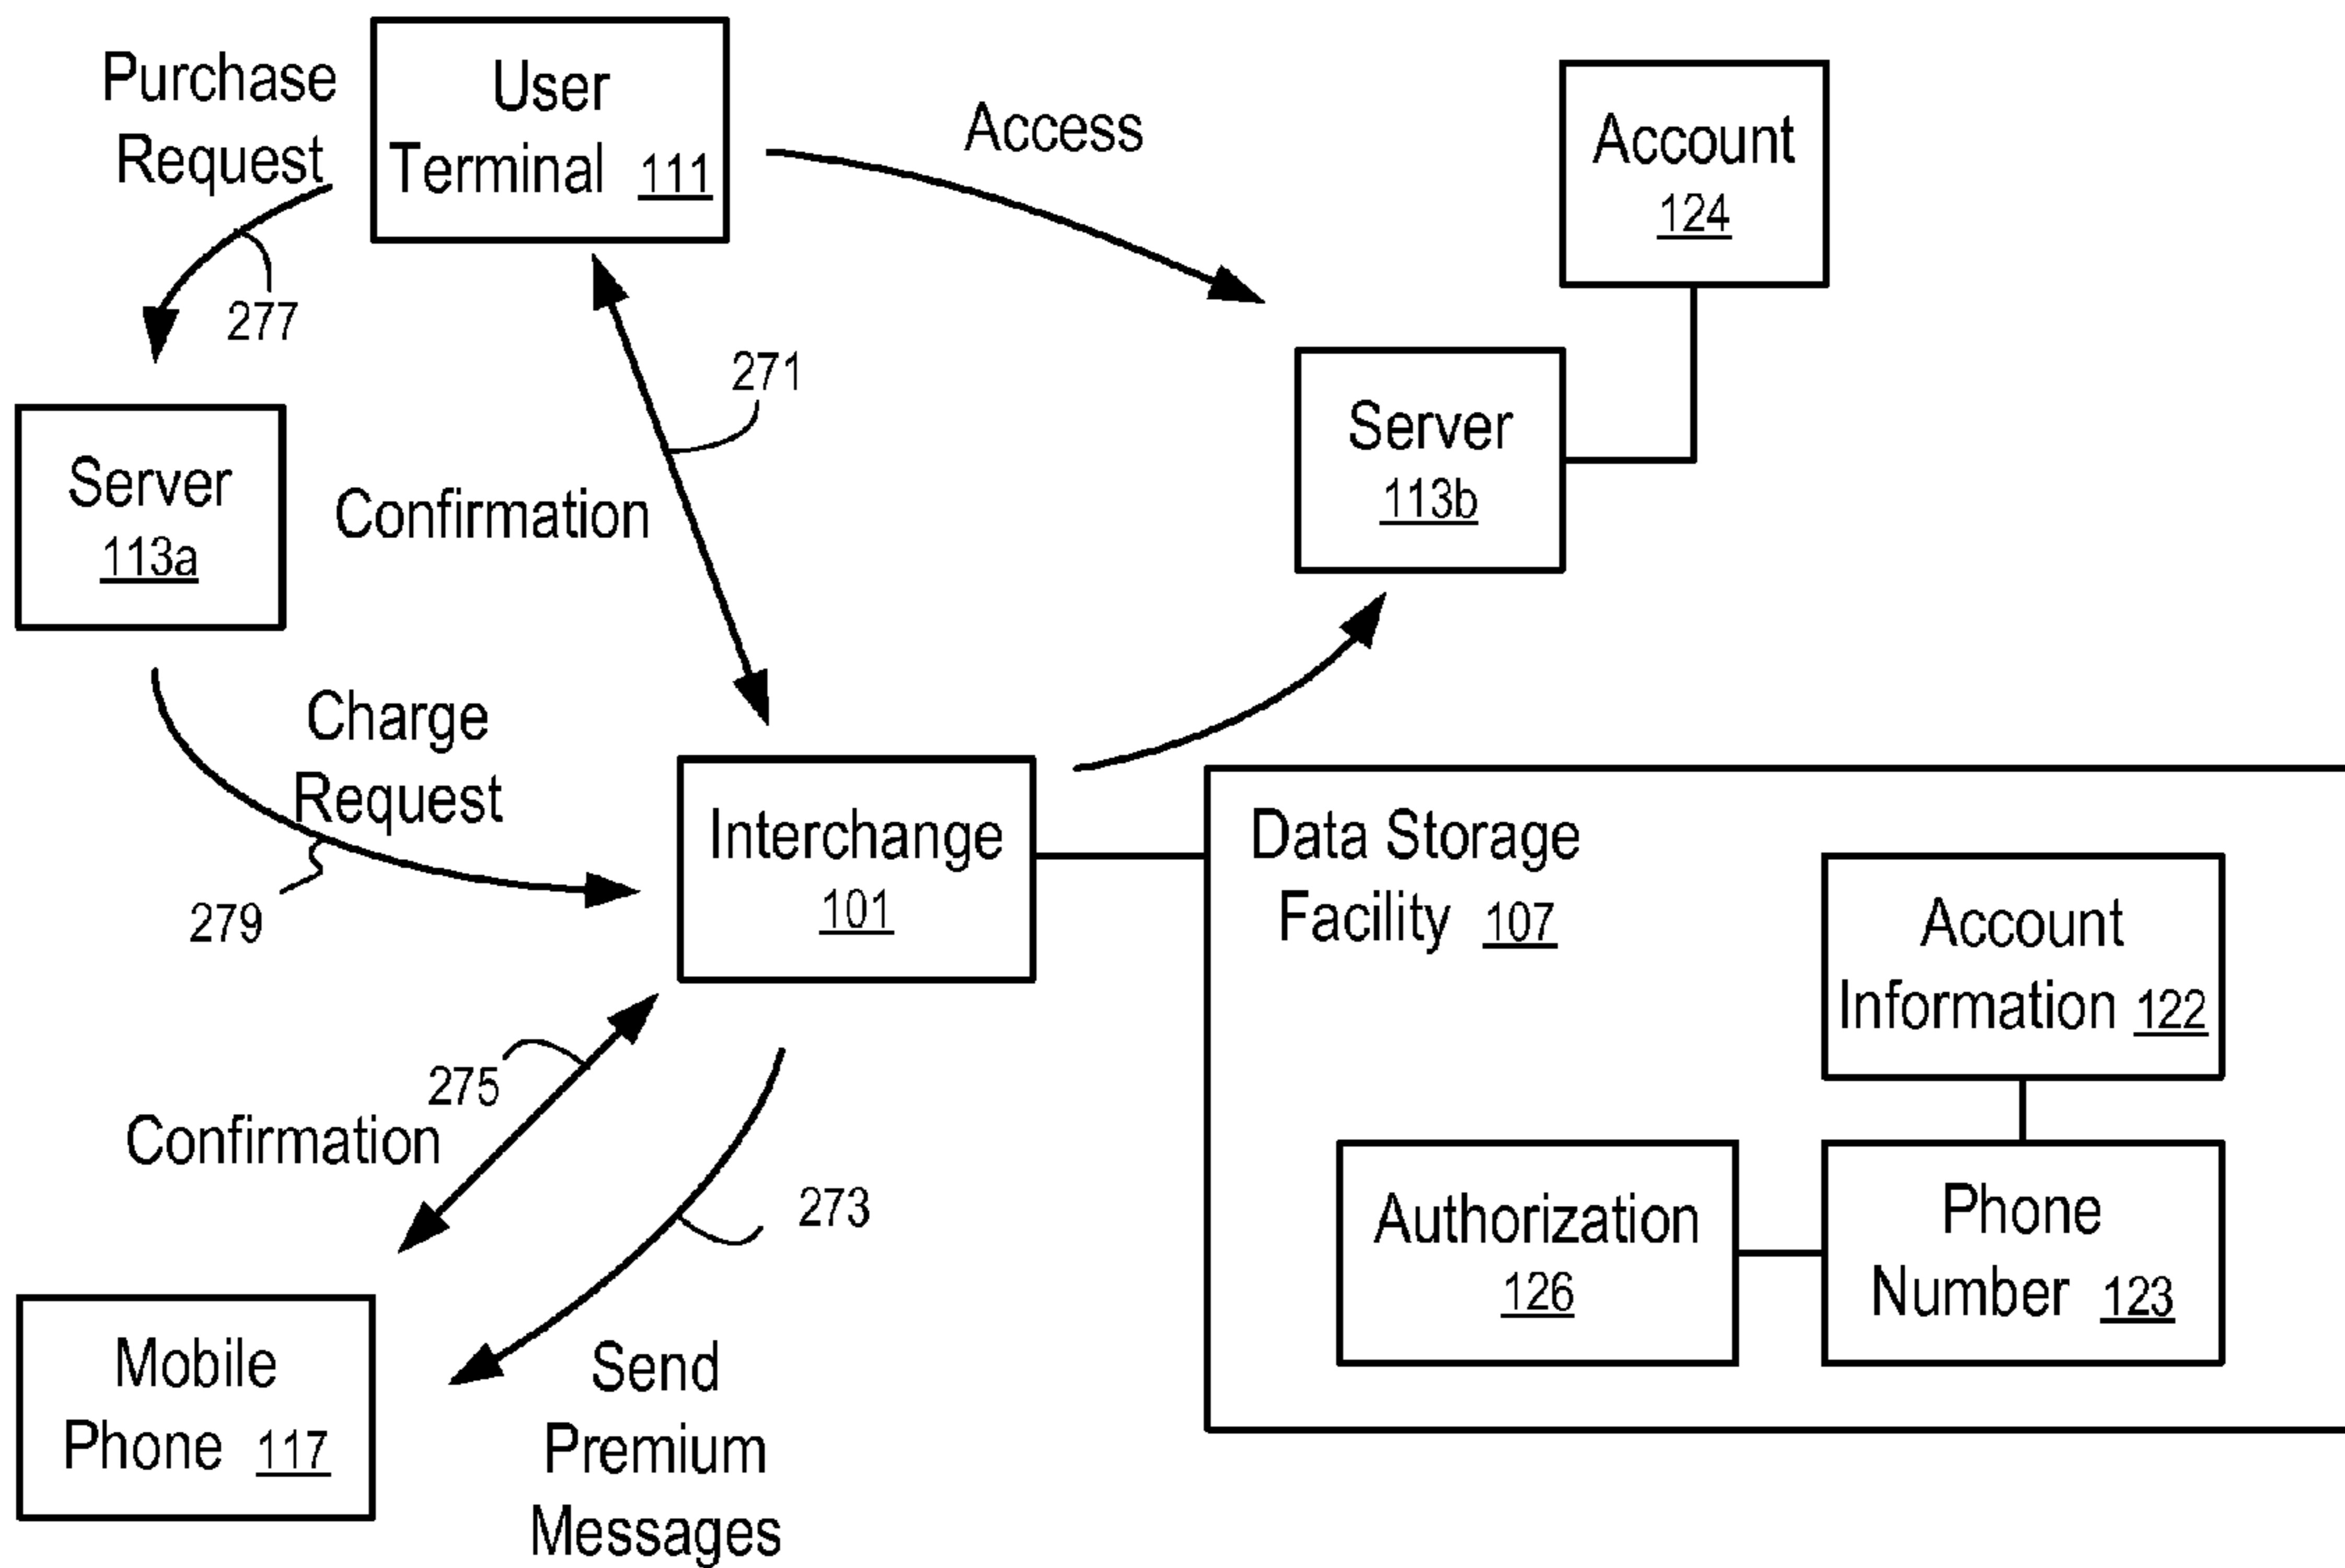 Purchase
Request
User
Terminal 111
Access
Account
124
277
271
Server
113b
Server
113a
Confirmation
Charge
Request
279
Interchange
101
Data Storage
Facility 107
Account
Information 122
275
Confirmation
273
Authorization
126
Phone
Number 123
Mobile
Phone 117
Send
Premium
Messages